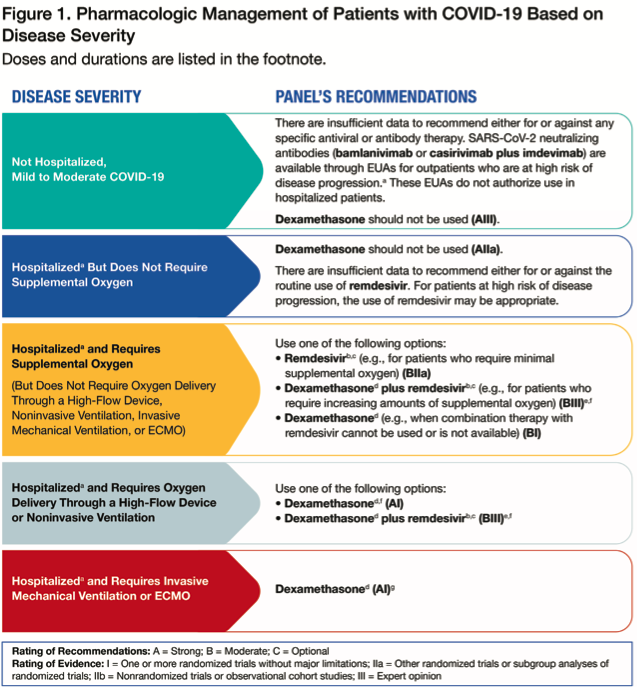 Figure 1. Pharmacologic Management of Patients with COVID-19 Based on
Disease Severity
Doses and durations are listed in the footnote.
DISEASE SEVERITY
PANEL'S RECOMMENDATIONS
Not Hospitalized,
Mild to Moderate COVID-19
There are insufficient data to recommend either for or against any
specific antiviral or antibody therapy. SARS-CoV-2 neutralizing
antibodies (bamlanivimab or casirivimab plus imdevimab) are
available through EUAs for outpatients who are at high risk of
disease progression.a These EUAs do not authorize use in
hospitalized patients.
Dexamethasone should not be used (AIII).
Hospitalizeda But Does Not Require
Supplemental Oxygen
Dexamethasone should not be used (AIIa).
There are insufficient data to recommend either for or against the
routine use of remdesivir. For patients at high risk of disease
progression, the use of remdesivir may be appropriate.
Hospitalizeda and Requires
Supplemental Oxygen
(But Does Not Require Oxygen Delivery
Through a High-Flow Device,
Noninvasive Ventilation, Invasive
Mechanical Ventilation, or ECMO)
Use one of the following options:
• Remdesivirb,c (e.g., for patients who require minimal
supplemental oxygen) (BIIa)
• Dexamethasoned plus remdesivirb,c (e.g., for patients who
require increasing amounts of supplemental oxygen) (BIII)e,f
• Dexamethasoned (e.g., when combination therapy with
remdesivir cannot be used or is not available) (BI)
Hospitalizeda and Requires Oxygen
Delivery Through a High-Flow Device
or Noninvasive Ventilation
Use one of the following options:
• Dexamethasoned,f (AI)
• Dexamethasoned plus remdesivirb,c (BIII)e,f
Hospitalizeda and Requires Invasive
Mechanical Ventilation or ECMO
Dexamethasoned (AI)g
Rating of Recommendations: A = Strong; B = Moderate; C = Optional
Rating of Evidence: I = One or more randomized trials without major limitations; IIa = Other randomized trials or subgroup analyses of
randomized trials; IIb = Nonrandomized trials or observational cohort studies; III = Expert opinion